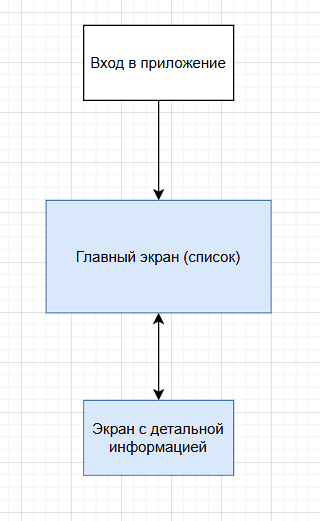 Вход в приложение
Главный экран (список)
Экран с детальной
информацией